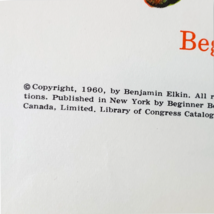 Beg
© Copyright, 1960, by Benjamin Elkin. All r
tions. Published in New York by Beginner Bo
Canada, Limited. Library of Congress Catalog